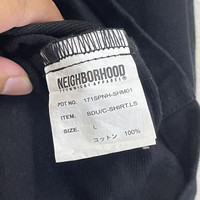 NEIGHBORHOOD
TECHNICAL APPAREL
PDT NO. 171SPNH-SHM01
ITEM. BDU/C-SHIRT.LS
SIZE. L
コットン 100%